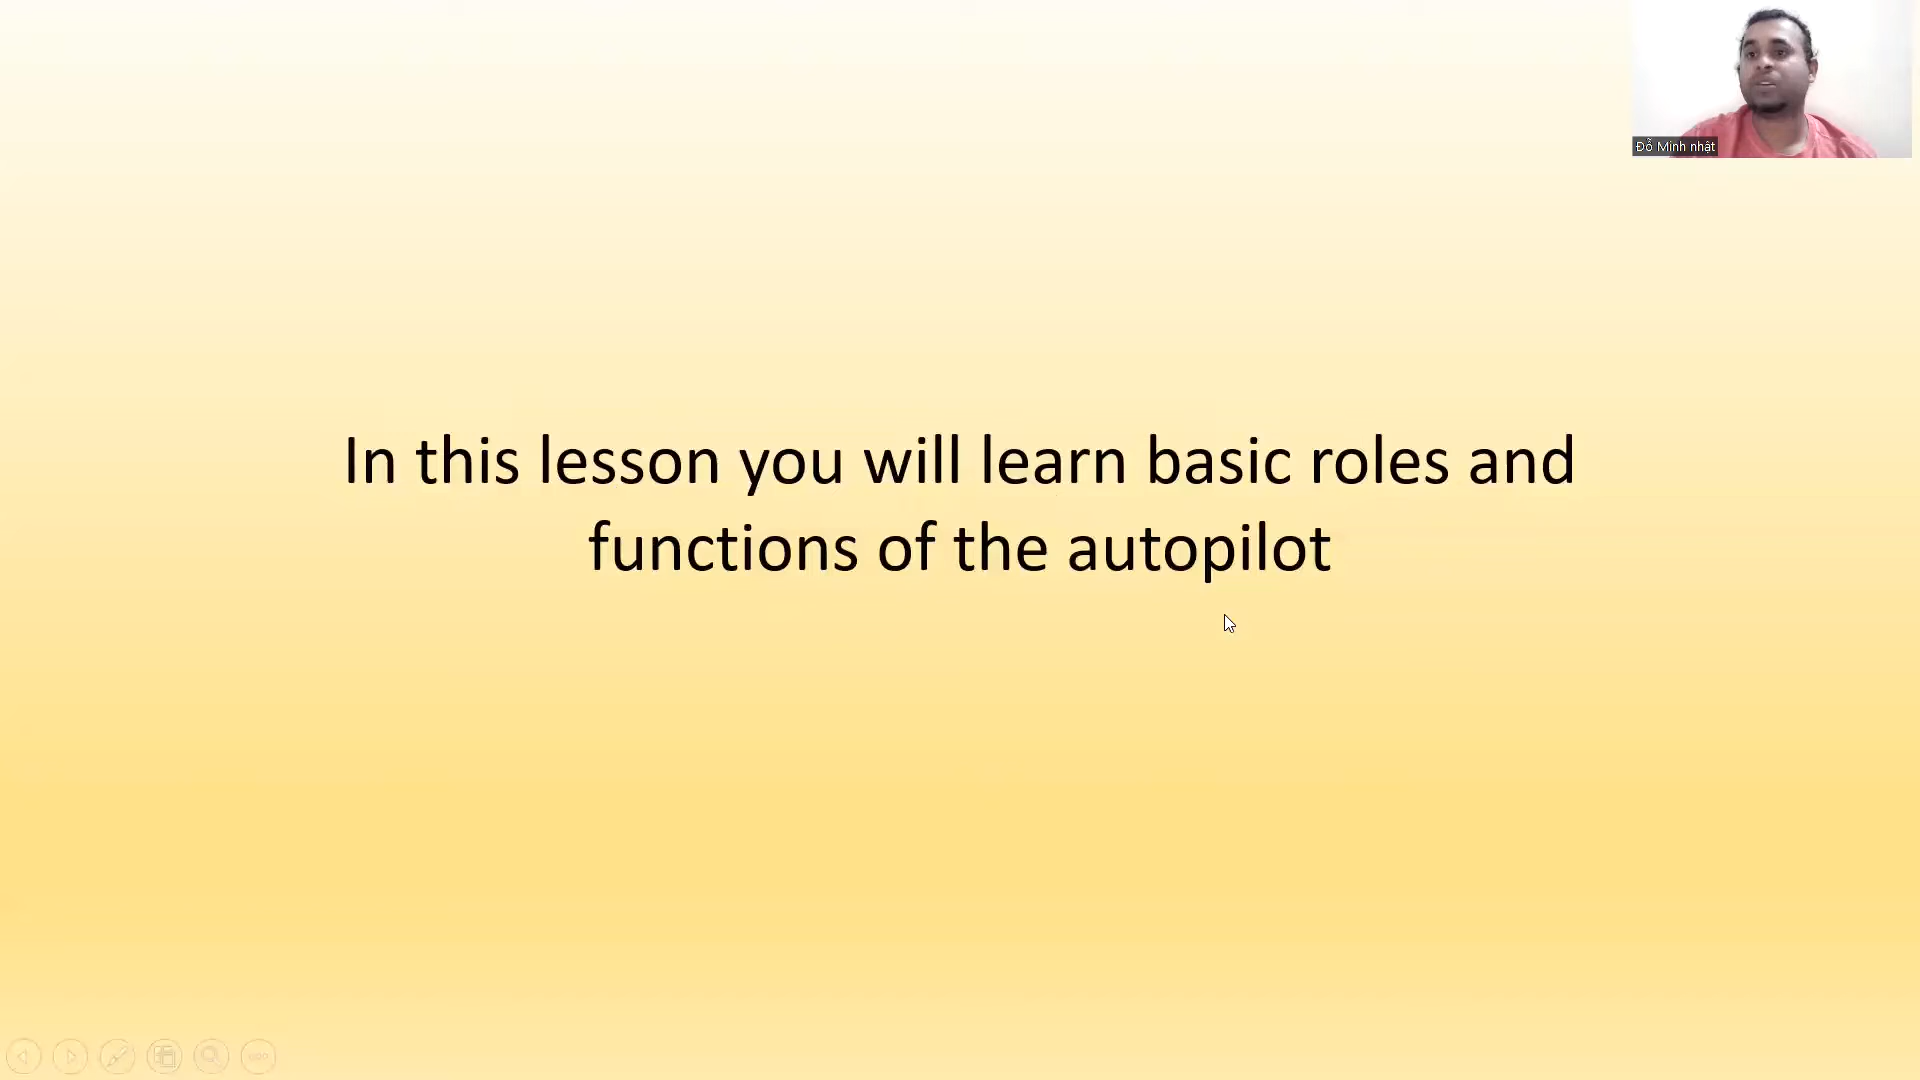 Đỗ Minh nhật
In this lesson you will learn basic roles and
functions of the autopilot